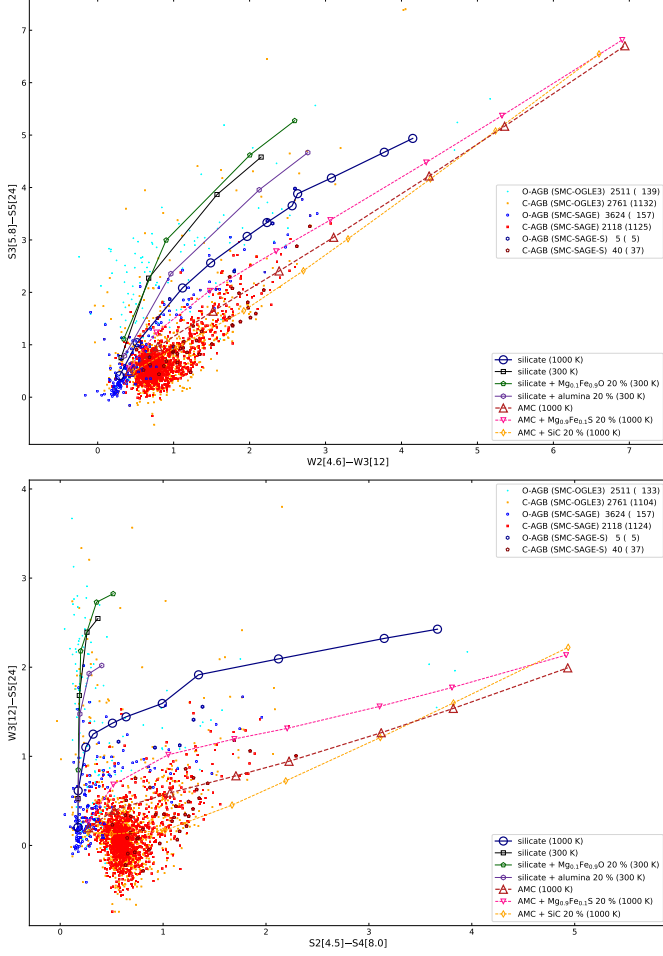 7
6
5
4
3
2
1
0
S3[5.8]−S5[24]
O-AGB (SMC-OGLE3) 2511 ( 139)
C-AGB (SMC-OGLE3) 2761 (1132)
O-AGB (SMC-SAGE) 3624 ( 157)
C-AGB (SMC-SAGE) 2118 (1125)
O-AGB (SMC-SAGE-S) 5 ( 5)
C-AGB (SMC-SAGE-S) 40 ( 37)
silicate (1000 K)
silicate (300 K)
silicate + Mg0.1Fe0.9O 20 % (300 K)
silicate + alumina 20 % (300 K)
AMC (1000 K)
AMC + Mg0.9Fe0.1S 20 % (1000 K)
AMC + SiC 20 % (1000 K)
0 1 2 3 4 5 6 7
W2[4.6]−W3[12]
4
3
2
1
0
W3[12]−S5[24]
O-AGB (SMC-OGLE3) 2511 ( 133)
C-AGB (SMC-OGLE3) 2761 (1104)
O-AGB (SMC-SAGE) 3624 ( 157)
C-AGB (SMC-SAGE) 2118 (1124)
O-AGB (SMC-SAGE-S) 5 ( 5)
C-AGB (SMC-SAGE-S) 40 ( 37)
silicate (1000 K)
silicate (300 K)
silicate + Mg0.1Fe0.9O 20 % (300 K)
silicate + alumina 20 % (300 K)
AMC (1000 K)
AMC + Mg0.9Fe0.1S 20 % (1000 K)
AMC + SiC 20 % (1000 K)
0 1 2 3 4 5
S2[4.5]−S4[8.0]